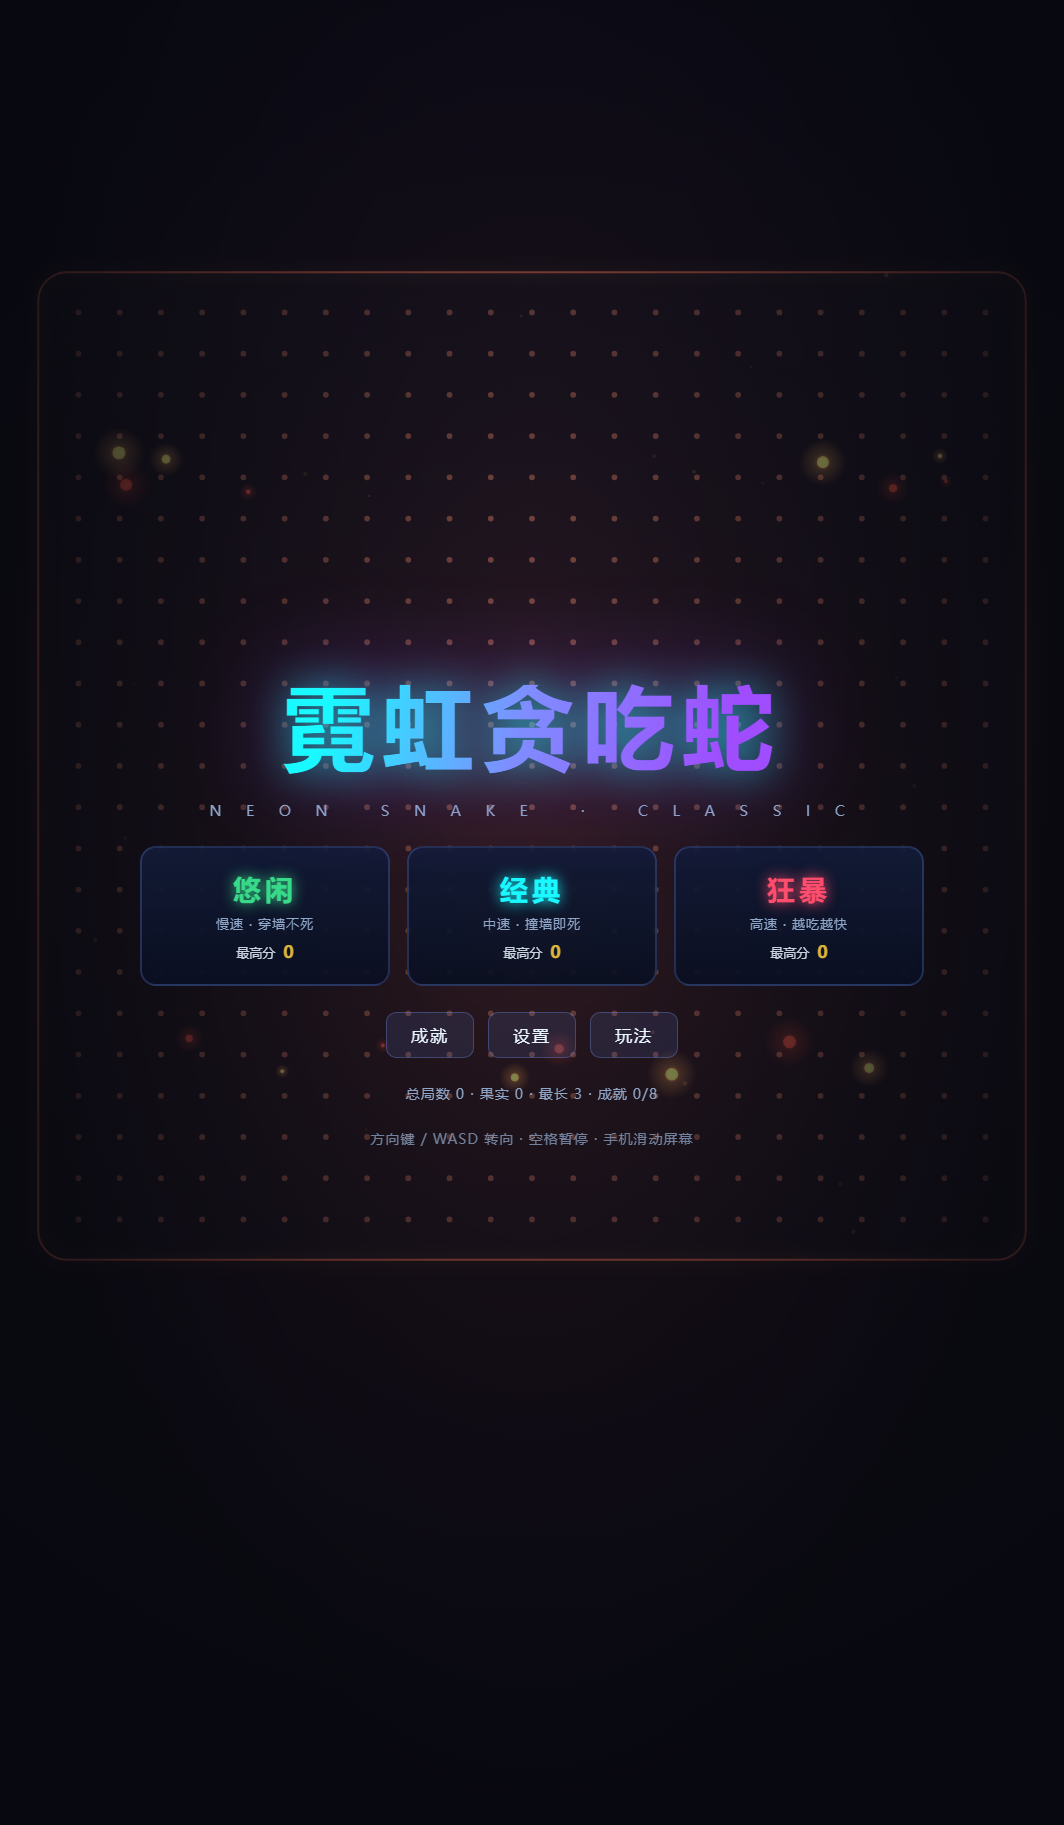 霓虹贪吃蛇
NEON SNAKE · CLASSIC
悠闲
慢速 · 穿墙不死
最高分 0
经典
中速 · 撞墙即死
最高分 0
狂暴
高速 · 越吃越快
最高分 0
成就
设置
玩法
总局数 0 · 果实 0 · 最长 3 · 成就 0/8
方向键 / WASD 转向 · 空格暂停 · 手机滑动屏幕